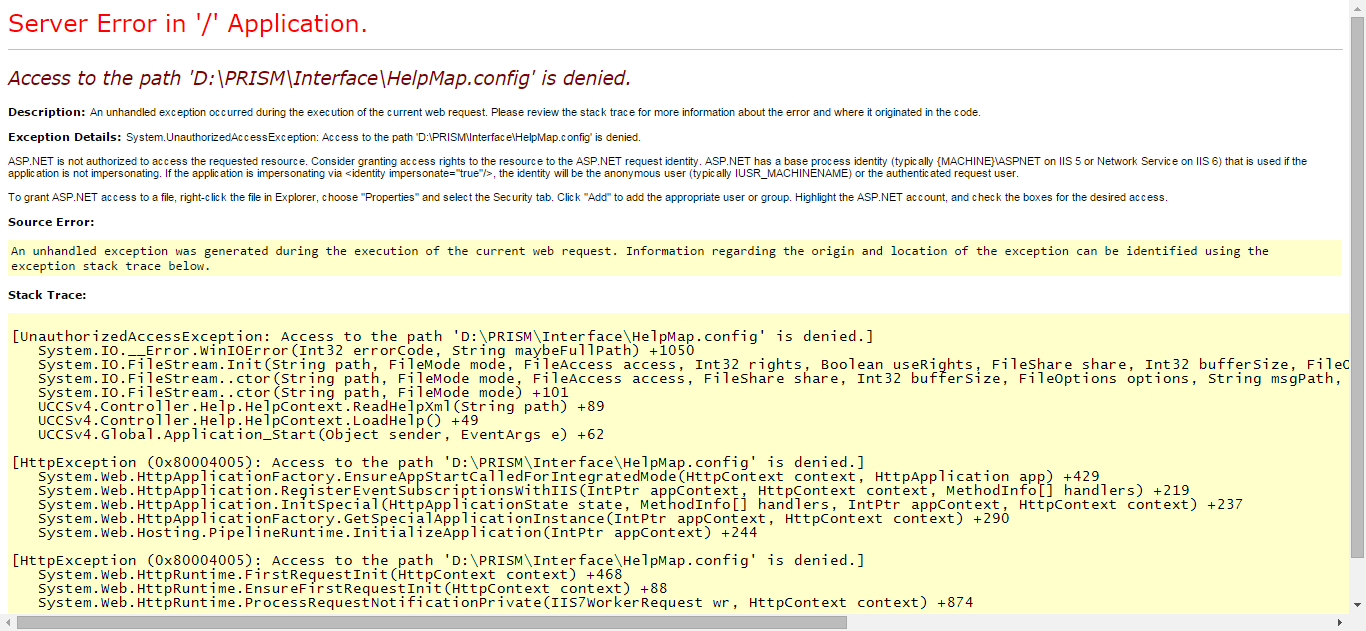 Server Error in '/' Application.
Access to the path 'D:\PRISM\Interface\HelpMap.config' is denied.
Description: An unhandled exception occurred during the execution of the current web request. Please review the stack trace for more information about the error and where it originated in the code.
Exception Details: System.UnauthorizedAccessException: Access to the path 'D:\PRISM\Interface\HelpMap.config' is denied.
ASP.NET is not authorized to access the requested resource. Consider granting access rights to the resource to the ASP.NET request identity. ASP.NET has a base process identity (typically {MACHINE}\ASPNET on IIS 5 or Network Service on IIS 6) that is used if the
application is not impersonating. If the application is impersonating via <identity impersonate="true"/>, the identity will be the anonymous user (typically IUSR_MACHINENAME) or the authenticated request user.
To grant ASP.NET access to a file, right-click the file in Explorer, choose "Properties" and select the Security tab. Click "Add" to add the appropriate user or group. Highlight the ASP.NET account, and check the boxes for the desired access.
Source Error:
An unhandled exception was generated during the execution of the current web request. Information regarding the origin and location of the exception can be identified using the
exception stack trace below.
Stack Trace:
[UnauthorizedAccessException: Access to the path 'D:\PRISM\Interface\HelpMap.config' is denied.]
System.IO.__Error.WinIOError(Int32 errorCode, String maybeFullPath) +1050
System.IO.FileStream.Init(String path, FileMode mode, FileAccess access, Int32 rights, Boolean useRights, FileShare share, Int32 bufferSize, FileO
System.IO.FileStream..ctor(String path, FileMode mode, FileAccess access, FileShare share, Int32 bufferSize, FileOptions options, String msgPath,
System.IO.FileStream..ctor(String path, FileMode mode) +101
UCCSv4.Controller.Help.HelpContext.ReadHelpXml(String path) +89
UCCSv4.Controller.Help.HelpContext.LoadHelp() +49
UCCSv4.Global.Application_Start(Object sender, EventArgs e) +62
[HttpException (0x80004005): Access to the path 'D:\PRISM\Interface\HelpMap.config' is denied.]
System.Web.HttpApplicationFactory.EnsureAppStartCalledForIntegratedMode(HttpContext context, HttpApplication app) +429
System.Web.HttpApplication.RegisterEventSubscriptionsWithIIS(IntPtr appContext, HttpContext context, MethodInfo[] handlers) +219
System.Web.HttpApplication.InitSpecial(HttpApplicationState state, MethodInfo[] handlers, IntPtr appContext, HttpContext context) +237
System.Web.HttpApplicationFactory.GetSpecialApplicationInstance(IntPtr appContext, HttpContext context) +290
System.Web.Hosting.PipelineRuntime.InitializeApplication(IntPtr appContext) +244
[HttpException (0x80004005): Access to the path 'D:\PRISM\Interface\HelpMap.config' is denied.]
System.Web.HttpRuntime.FirstRequestInit(HttpContext context) +468
System.Web.HttpRuntime.EnsureFirstRequestInit(HttpContext context) +88
System.Web.HttpRuntime.ProcessRequestNotificationPrivate(IIS7WorkerRequest wr, HttpContext context) +874